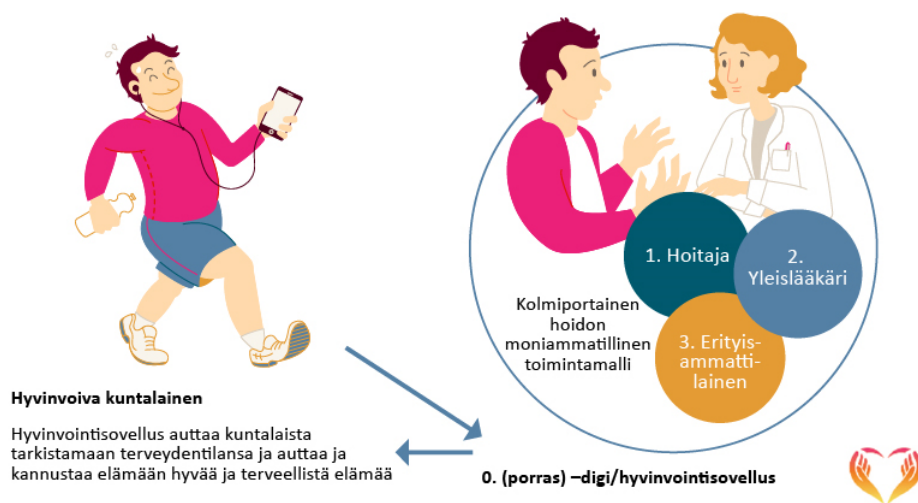 1. Hoitaja
2.
Yleislääkäri
3. Erityis-
ammatti-
lainen
Kolmiportainen
hoidon
moniammatillinen
toimintamalli
Hyvinvoiva kuntalainen
Hyvinvointisovellus auttaa kuntalaista
tarkistamaan terveydentilansa ja auttaa ja
kannustaa elämään hyvää ja terveellistä elämää
0. (porras) –digi/hyvinvointisovellus